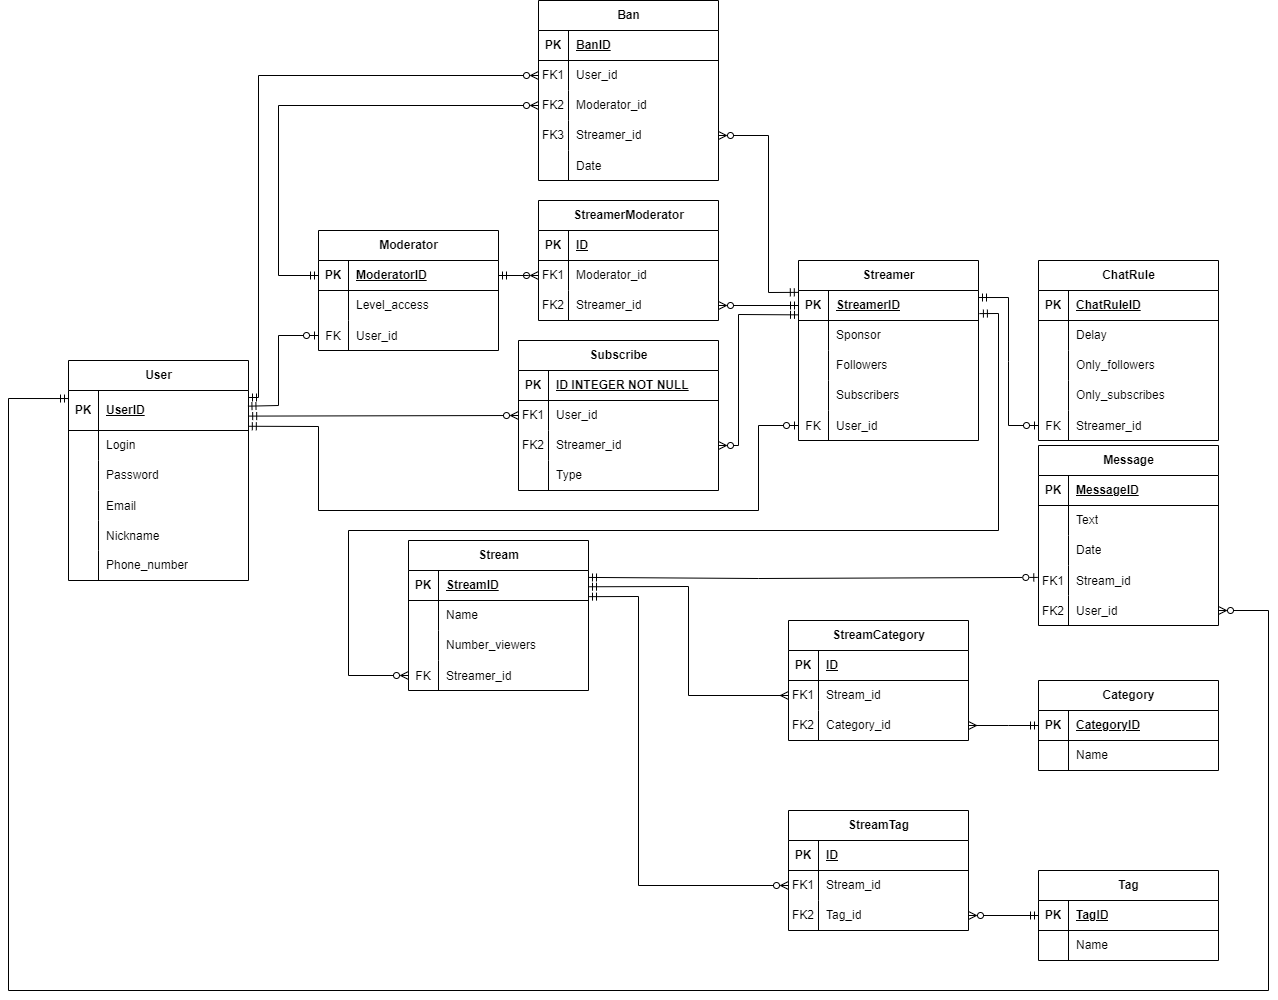 Ban
PK BanID
FK1 User_id
FK2 Moderator_id
FK3 Streamer_id
Date
StreamerModerator
PK ID
FK1 Moderator_id
FK2 Streamer_id
Moderator
PK ModeratorID
Level_access
FK User_id
Streamer
PK StreamerID
Sponsor
Followers
Subscribers
FK User_id
ChatRule
PK ChatRuleID
Delay
Only_followers
Only_subscribes
FK Streamer_id
Subscribe
PK ID INTEGER NOT NULL
FK1 User_id
FK2 Streamer_id
Type
User
PK UserID
Login
Password
Email
Nickname
Phone_number
Message
PK MessageID
Text
Date
FK1 Stream_id
FK2 User_id
Stream
PK StreamID
Name
Number_viewers
FK Streamer_id
StreamCategory
PK ID
FK1 Stream_id
FK2 Category_id
Category
PK CategoryID
Name
StreamTag
PK ID
FK1 Stream_id
FK2 Tag_id
Tag
PK TagID
Name